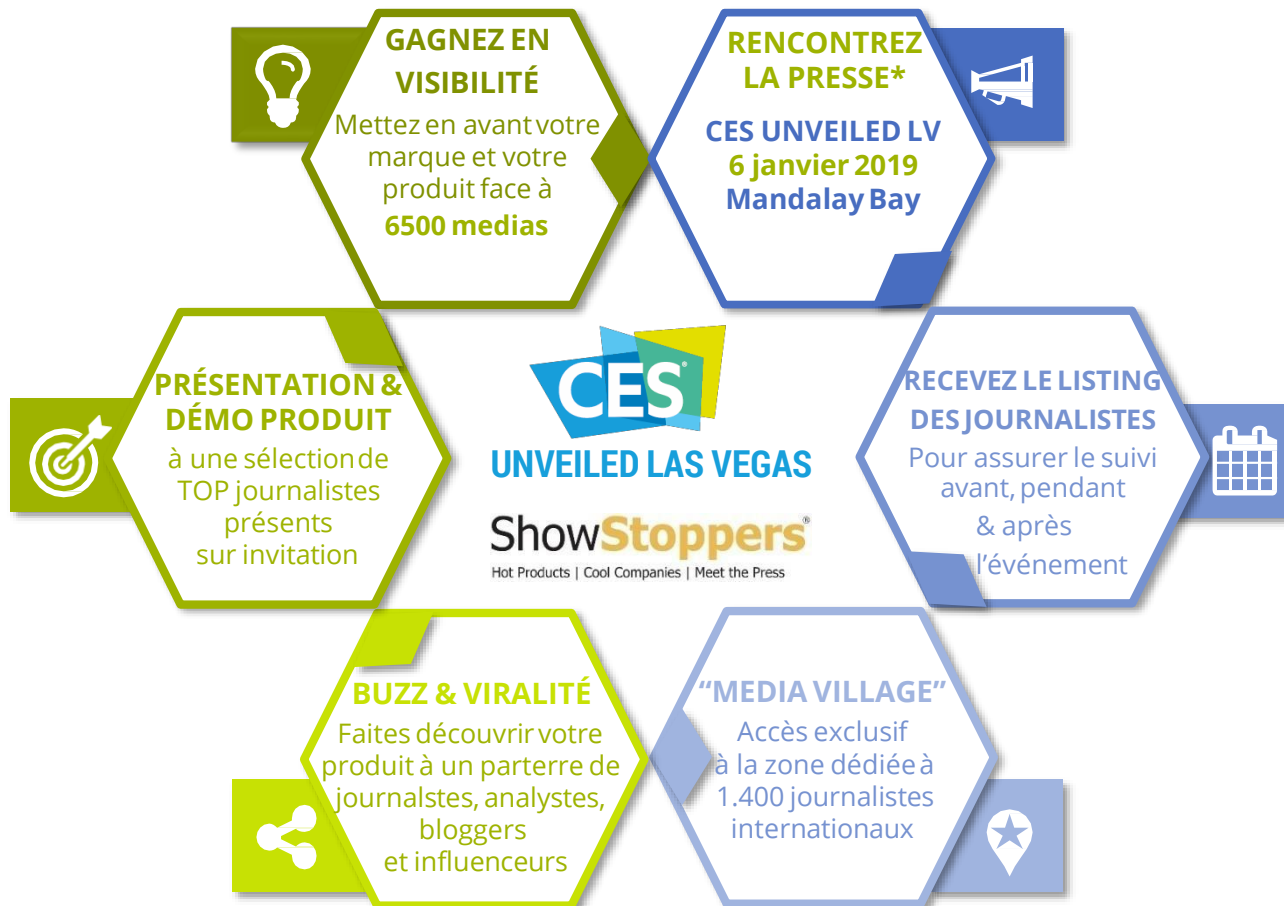 GAGNEZ EN
VISIBILITÉ
Mettez en avant votre
marque et votre
produit face à
6500 medias
RENCONTREZ
LA PRESSE*
CES UNVEILED LV
6 janvier 2019
Mandalay Bay
PRÉSENTATION &
DÉMO PRODUIT
à une sélection de
TOP journalistes
présents
sur invitation
CES®
UNVEILED LAS VEGAS
ShowStoppers®
Hot Products | Cool Companies | Meet the Press
RECEVEZ LE LISTING
DES JOURNALISTES
Pour assurer le suivi
avant, pendant
& après
l’événement
BUZZ & VIRALITÉ
Faites découvrir votre
produit à un parterre de
journalstes, analystes,
bloggers
et influenceurs
“MEDIA VILLAGE”
Accès exclusif
à la zone dédiée à
1.400 journalistes
internationaux